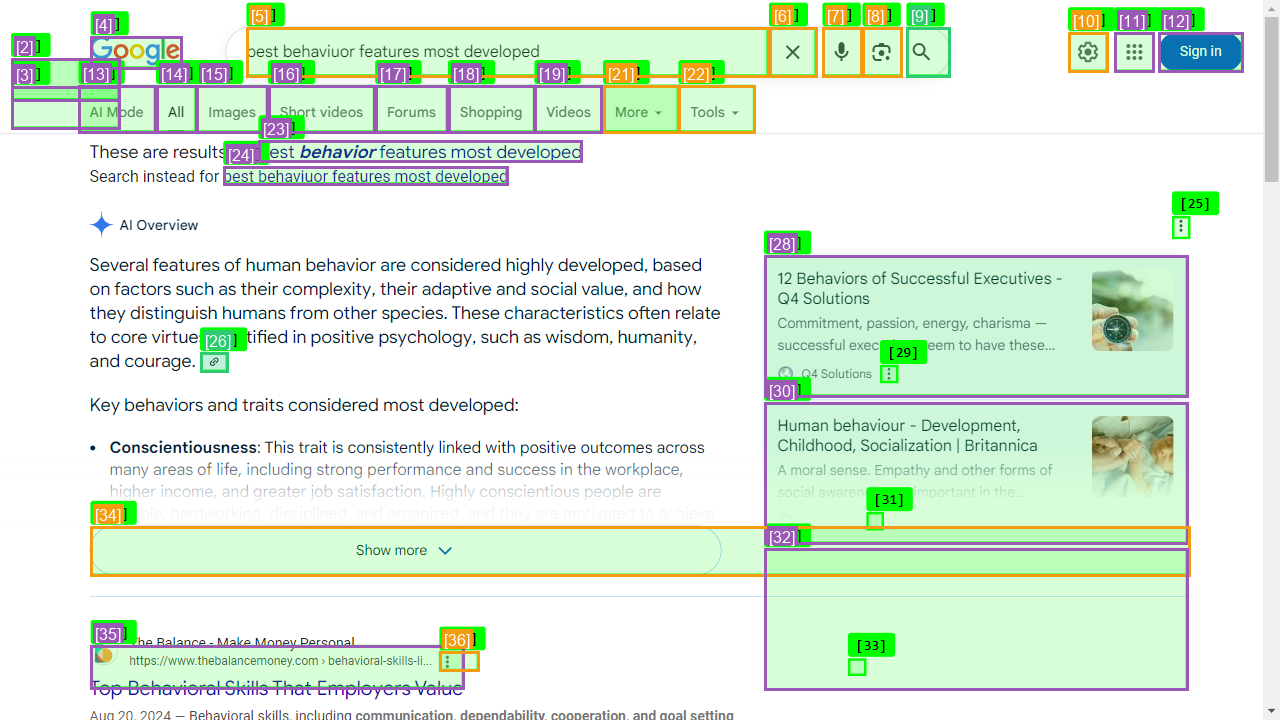 [2]
[3]
[4]
Google
[5]
best behaviuor features most developed
[6]
[7]
[8]
[9]
[10]
[11]
[12]
Sign in
[13]
AI Mode
[14]
All
[15]
Images
[16]
Short videos
[17]
Forums
[18]
Shopping
[19]
Videos
[21]
More
[22]
Tools
[23]
These are results best behavior features most developed
[24]
Search instead for best behaviuor features most developed
[25]
AI Overview
Several features of human behavior are considered highly developed, based
on factors such as their complexity, their adaptive and social value, and how
they distinguish humans from other species. These characteristics often relate
to core virtues in positive psychology, such as wisdom, humanity,
and courage.
[26]
Key behaviors and traits considered most developed:
• Conscientiousness: This trait is consistently linked with positive outcomes across
many areas of life, including strong performance and success in the workplace,
higher income, and greater job satisfaction. Highly conscientious people are
hardworking, disciplined, and organized, and they are motivated to achieve
[34]
Show more
[28]
12 Behaviors of Successful Executives -
Q4 Solutions
Commitment, passion, energy, charisma —
successful seem to have these...
Q4 Solutions
[29]
[30]
Human behaviour - Development,
Childhood, Socialization | Britannica
A moral sense. Empathy and other forms of
social important in the...
[31]
[32]
[33]
[35]
The Balance - Make Money Personal
https://www.thebalancemoney.com › behavioral-skills-li...
[36]
Top Behavioral Skills That Employers Value
Aug 20, 2024 — Behavioral skills, including communication, dependability, cooperation, and goal setting